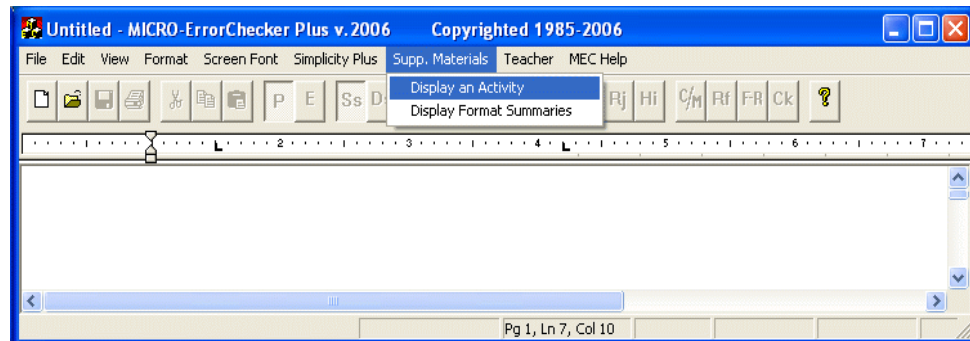 Untitled - MICRO-ErrorChecker Plus v.2006 Copyrighted 1985-2006
File Edit View Format Screen Font Simplicity Plus Supp. Materials Teacher MEC Help
Display an Activity
Display Format Summaries
P E Ss D Rj Hi C/M Rf F-R Ck ?
2 3 4 5 6 7
Pg 1, Ln 7, Col 10